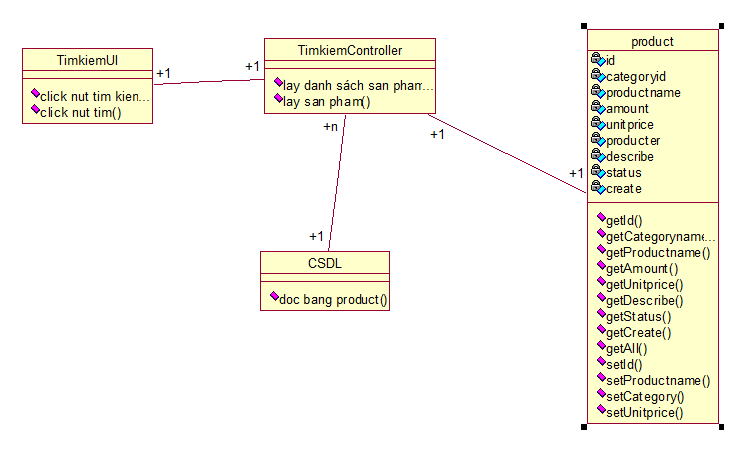 TimkiemUI
click nut tim kien...
click nut tim()
+1
+1
TimkiemController
lay danh sách san pham...
lay san pham()
+n
+1
+1
+1
CSDL
doc bang product()
product
id
categoryid
productname
amount
unitprice
producter
describe
status
create
getId()
getCategoryname...
getProductname()
getAmount()
getUnitprice()
getDescribe()
getStatus()
getCreate()
getAll()
setId()
setProductname()
setCategory()
setUnitprice()